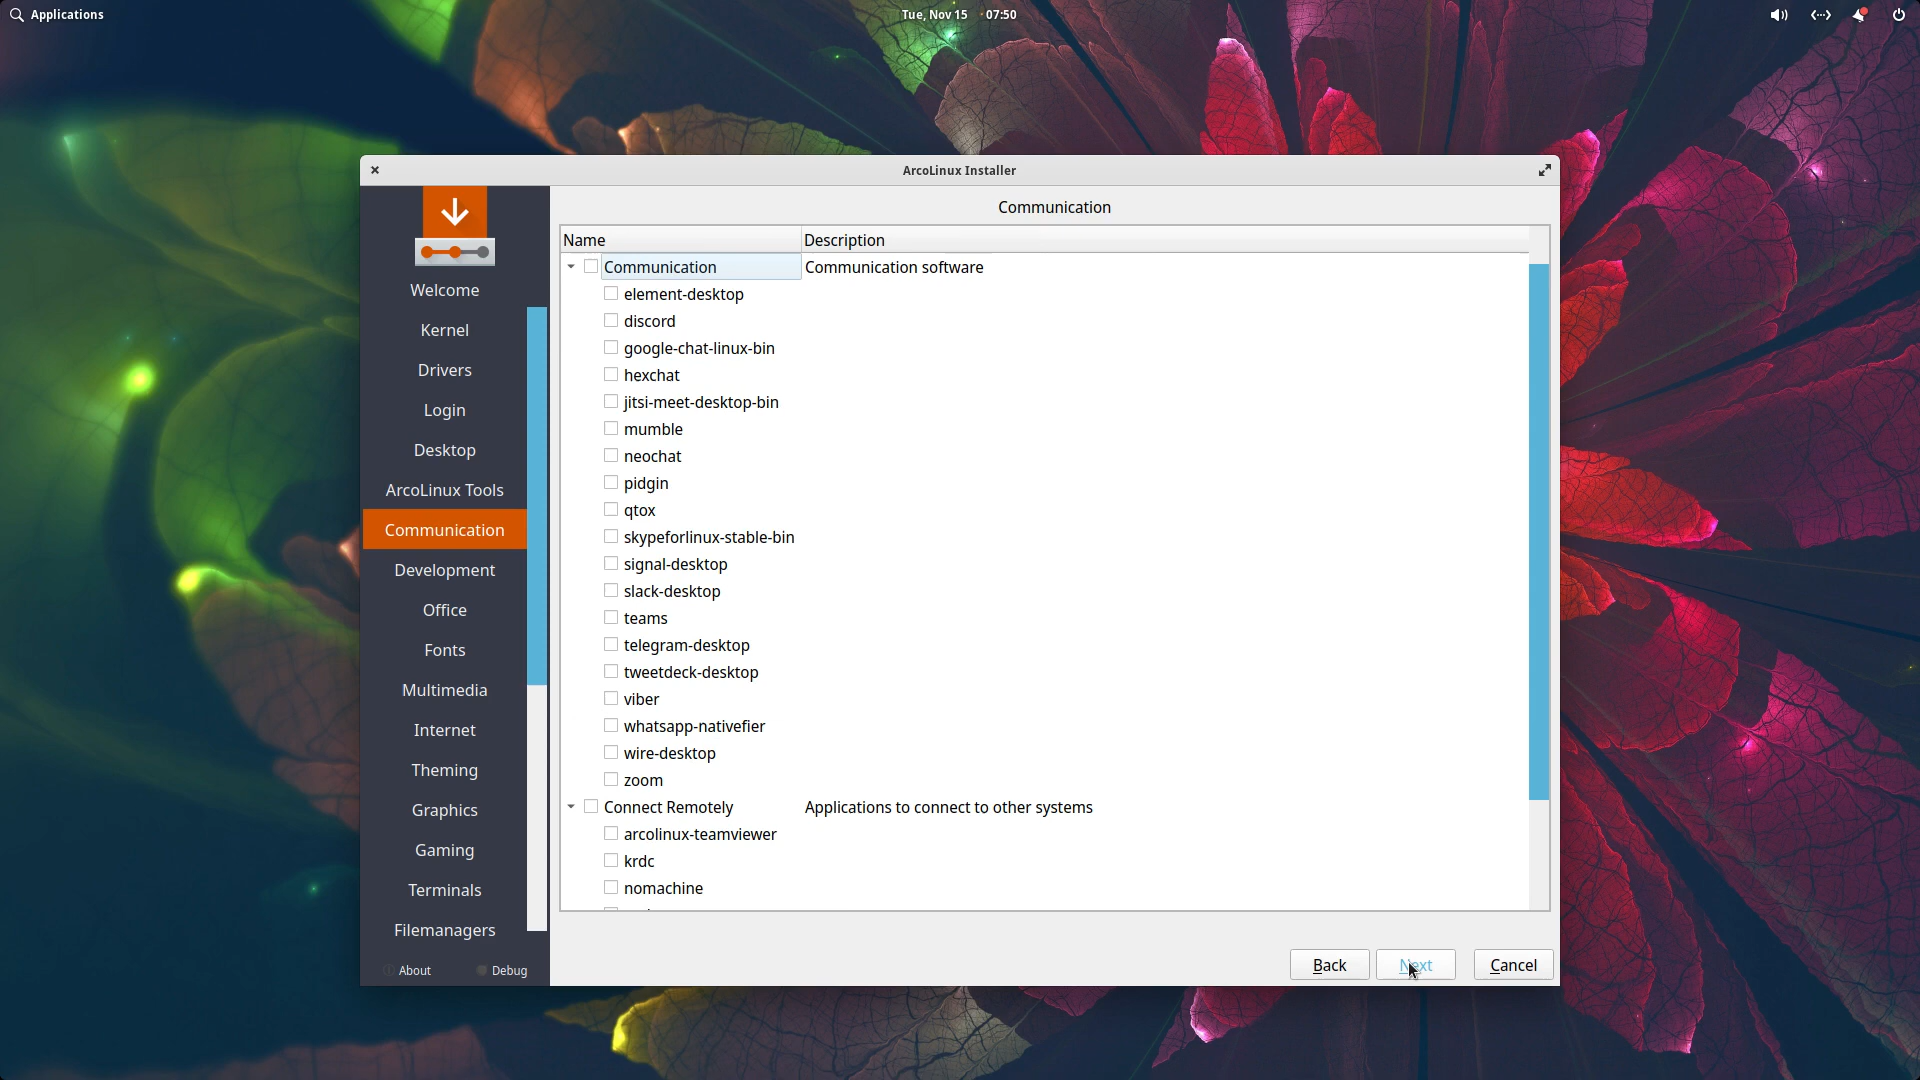 Applications
Tue, Nov 15 07:50
ArcoLinux Installer
Welcome
Kernel
Drivers
Login
Desktop
ArcoLinux Tools
Communication
Development
Office
Fonts
Multimedia
Internet
Theming
Graphics
Gaming
Terminals
Filemanagers
About
Debug
Communication
Name Description
Communication Communication software
element-desktop
discord
google-chat-linux-bin
hexchat
jitsi-meet-desktop-bin
mumble
neochat
pidgin
qtox
skypeforlinux-stable-bin
signal-desktop
slack-desktop
teams
telegram-desktop
tweetdeck-desktop
viber
whatsapp-nativefier
wire-desktop
zoom
Connect Remotely Applications to connect to other systems
arcolinux-teamviewer
krdc
nomachine
Back
Next
Cancel